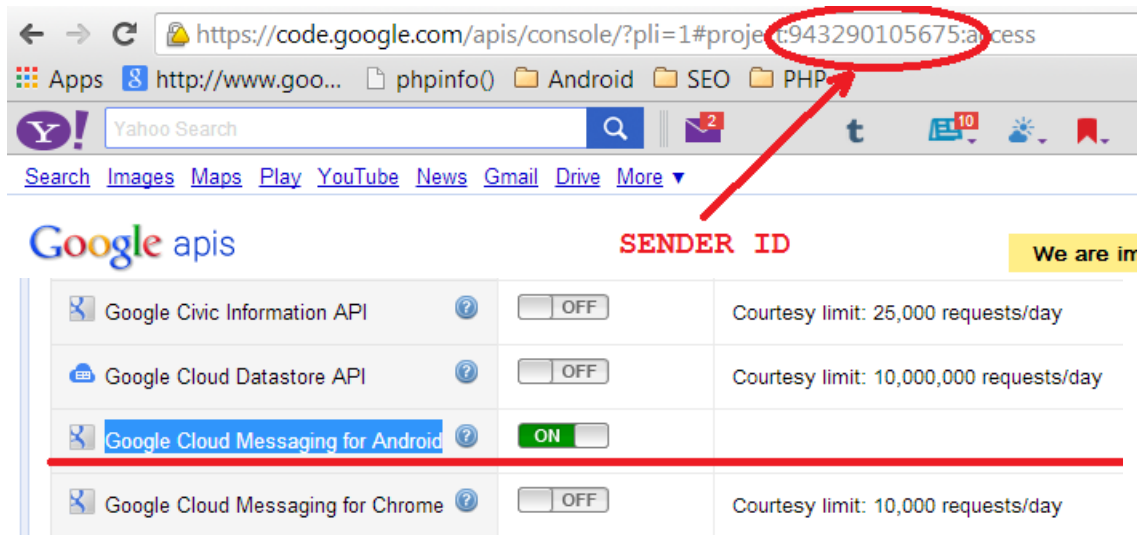 https://code.google.com/apis/console/?pli=1#project:943290105675:access
Apps 8 http://www.goo... phpinfo() Android SEO PHP
Y! Yahoo Search 2 t 10
Search Images Maps Play YouTube News Gmail Drive More ▼
SENDER ID
Google apis
We are im
Google Civic Information API ? OFF Courtesy limit: 25,000 requests/day
Google Cloud Datastore API ? OFF Courtesy limit: 10,000,000 requests/day
Google Cloud Messaging for Android ? ON
Google Cloud Messaging for Chrome ? OFF Courtesy limit: 10,000 requests/day